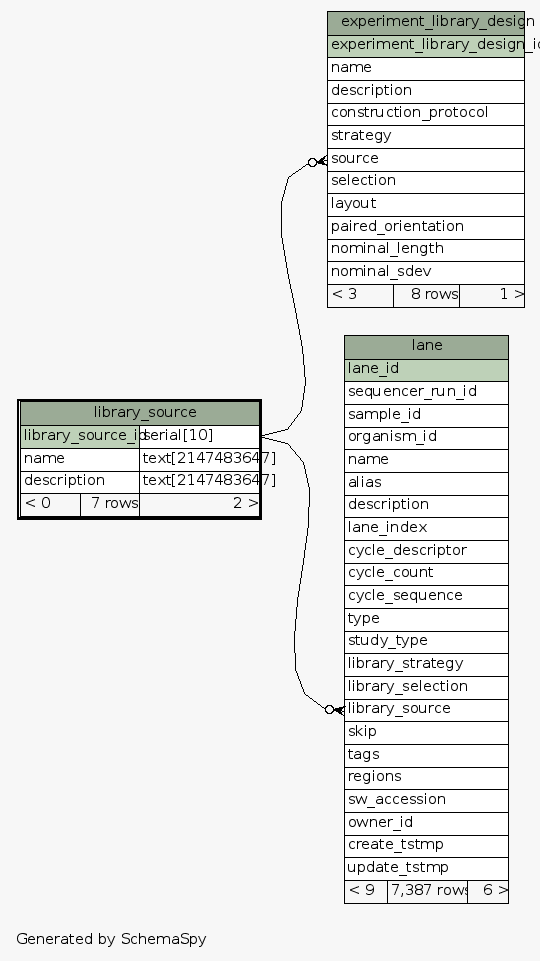 experiment_library_design
experiment_library_design_id
name
description
construction_protocol
strategy
source
selection
layout
paired_orientation
nominal_length
nominal_sdev
< 3 8 rows 1 >
lane
lane_id
sequencer_run_id
sample_id
organism_id
name
alias
description
lane_index
cycle_descriptor
cycle_count
cycle_sequence
type
study_type
library_strategy
library_selection
library_source
skip
tags
regions
sw_accession
owner_id
create_tstmp
update_tstmp
< 9 7,387 rows 6 >
library_source
library_source_id serial[10]
name text[2147483647]
description text[2147483647]
< 0 7 rows 2 >
Generated by SchemaSpy